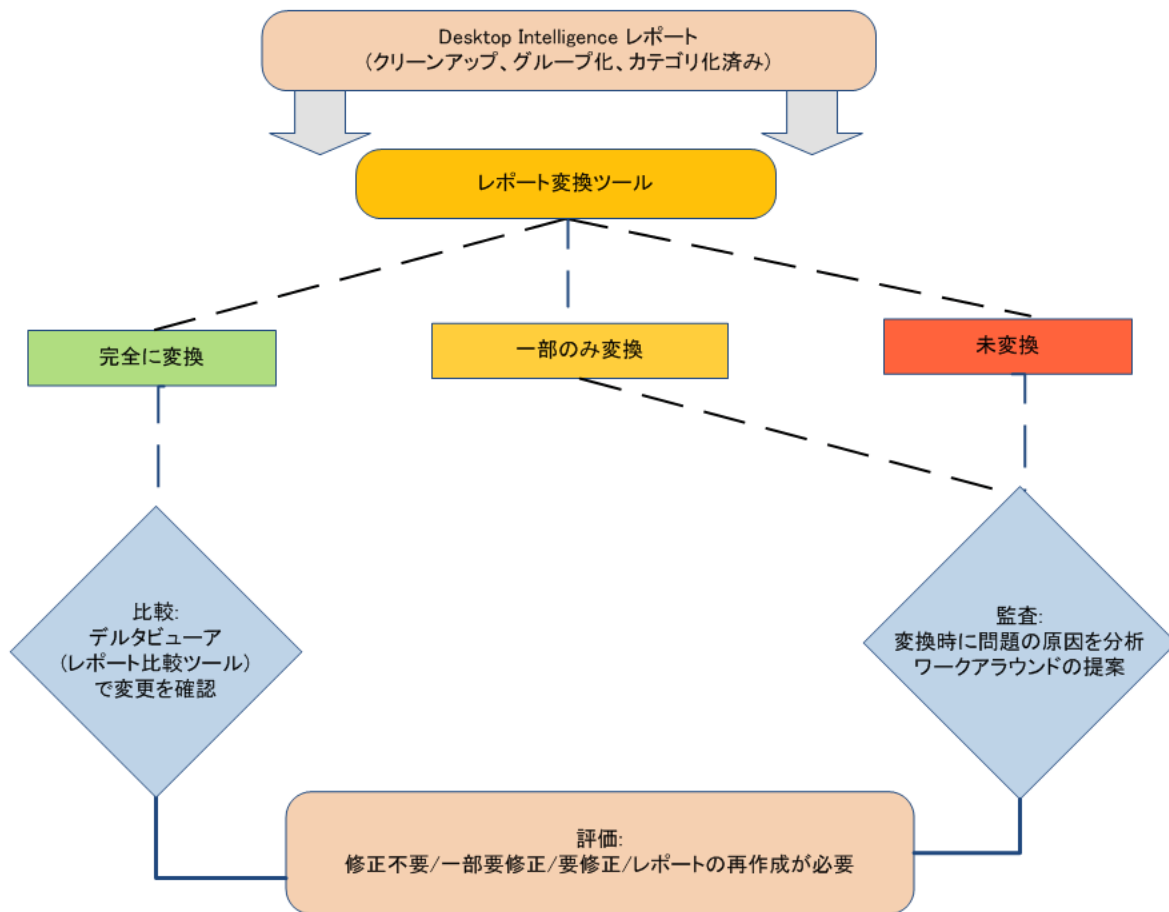 Desktop Intelligence レポート
(クリーンアップ、グループ化、カテゴリ化済み)
レポート変換ツール
完全に変換
一部のみ変換
未変換
比較:
デルタビューア
(レポート比較ツール)
で変更を確認
監査:
変換時に問題の原因を分析
ワークアラウンドの提案
評価:
修正不要/一部要修正/要修正/レポートの再作成が必要